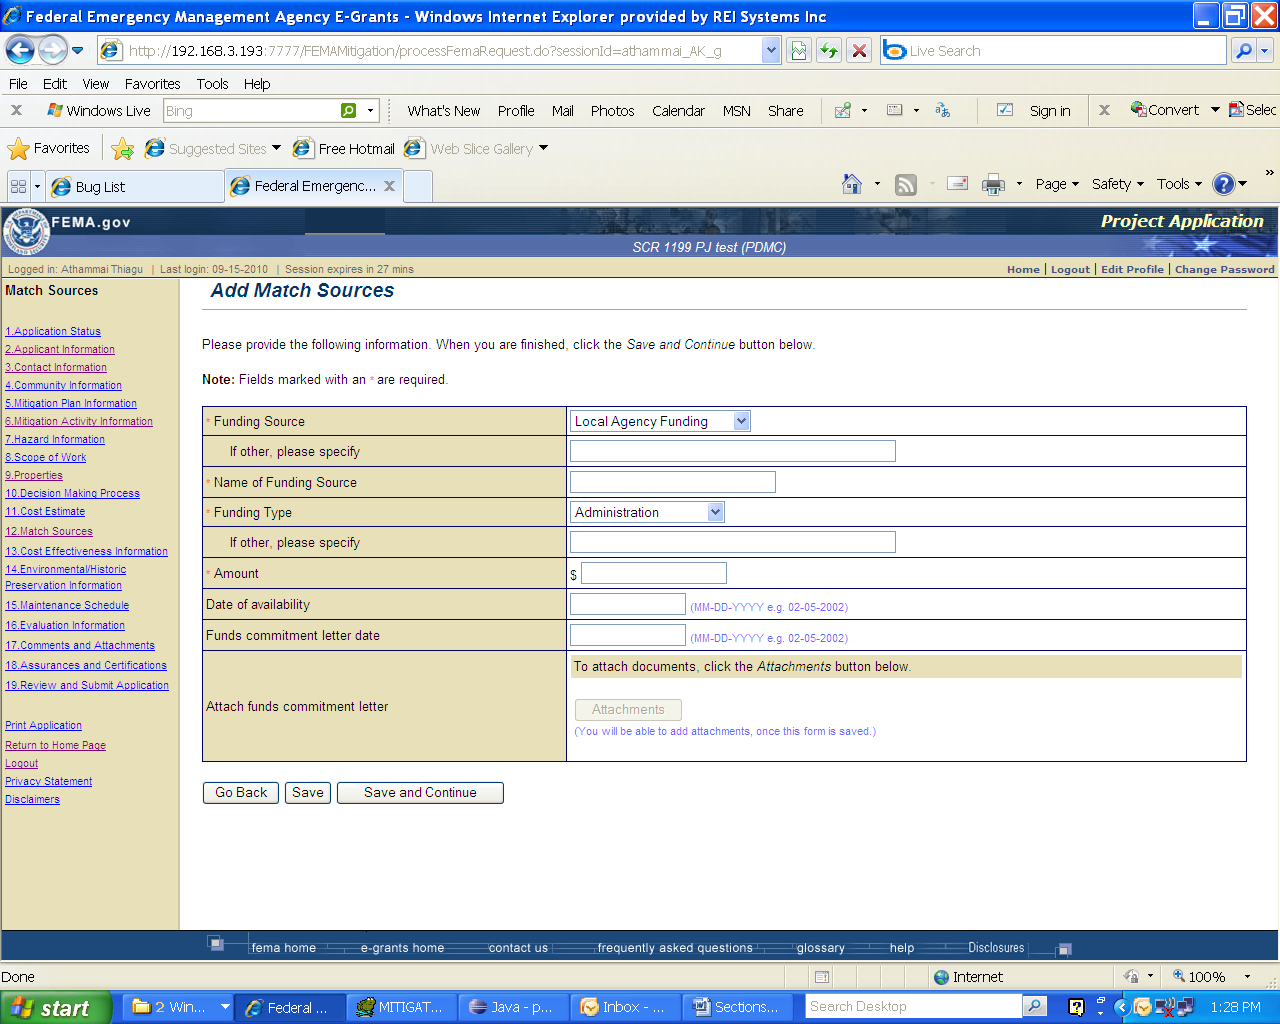 Federal Emergency Management Agency E-Grants - Windows Internet Explorer provided by REI Systems Inc
http://192.168.3.193:7777/FEMAMitigation/processFemaRequest.do?sessionId=athammai_AK_g
Live Search
File Edit View Favorites Tools Help
x Windows Live Bing What's New Profile Mail Photos Calendar MSN Share Sign in x Convert Selec
Favorites Suggested Sites Free Hotmail Web Slice Gallery
Bug List Federal Emergenc... Page Safety Tools »
FEMA.gov Project Application
SCR 1199 PJ test (PDMC)
Logged in: Athammai Thiagu | Last login: 09-15-2010 | Session expires in 27 mins Home | Logout | Edit Profile | Change Password
Match Sources
1.Application Status
2.Applicant Information
3.Contact Information
4.Community Information
5.Mitigation Plan Information
6.Mitigation Activity Information
7.Hazard Information
8.Scope of Work
9.Properties
10.Decision Making Process
11.Cost Estimate
12.Match Sources
13.Cost Effectiveness Information
14.Environmental/Historic
Preservation Information
15.Maintenance Schedule
16.Evaluation Information
17.Comments and Attachments
18.Assurances and Certifications
19.Review and Submit Application
Print Application
Return to Home Page
Logout
Privacy Statement
Disclaimers
Add Match Sources
Please provide the following information. When you are finished, click the Save and Continue button below.
Note: Fields marked with an * are required.
* Funding Source Local Agency Funding
If other, please specify
* Name of Funding Source
* Funding Type Administration
If other, please specify
* Amount $
Date of availability (MM-DD-YYYY e.g. 02-05-2002)
Funds commitment letter date (MM-DD-YYYY e.g. 02-05-2002)
To attach documents, click the Attachments button below.
Attach funds commitment letter
Attachments
(You will be able to add attachments, once this form is saved.)
Go Back Save Save and Continue
fema home e-grants home contact us frequently asked questions glossary help Disclosures
Done Internet 100%
start 2 Win... Federal ... MITIGAT... Java - p... Inbox - ... Sections... Search Desktop 1:28 PM